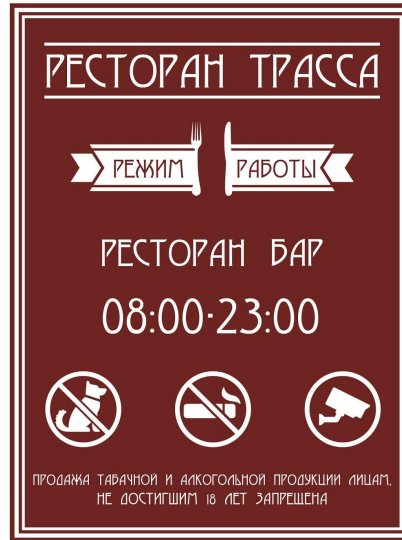 РЕСТОРАН ТРАССА
РЕЖИМ РАБОТЫ
РЕСТОРАН БАР
08:00-23:00
ПРОДАЖА ТАБАЧНОЙ И АЛКОГОЛЬНОЙ ПРОДУКЦИИ ЛИЦАМ,
НЕ ДОСТИГШИМ 18 ЛЕТ ЗАПРЕЩЕНА